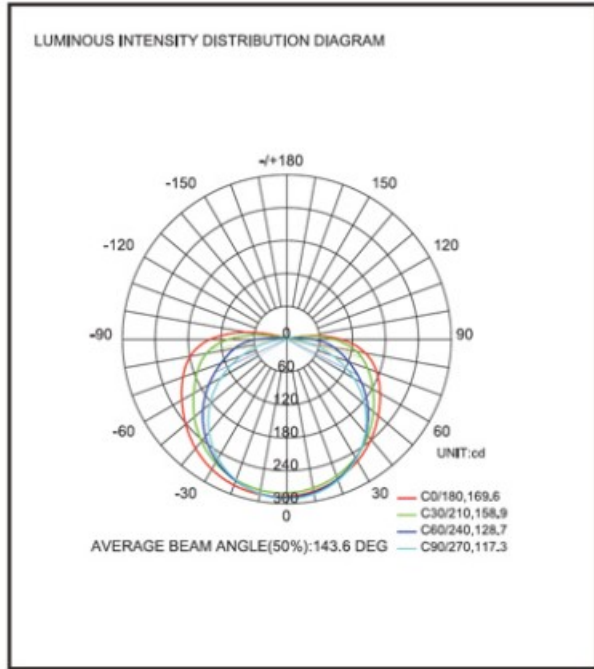 LUMINOUS INTENSITY DISTRIBUTION DIAGRAM
-/+180
-150
150
-120
120
-90
0
90
60
120
-60
60
180
UNIT:cd
240
-30
30
300
0
C0/180,169.6
C30/210,158.9
C60/240,128.7
C90/270,117.3
AVERAGE BEAM ANGLE(50%):143.6 DEG